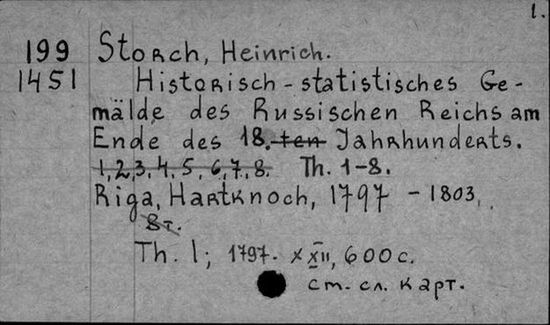 1.
199 Storch, Heinrich.
1451 Historisch-statistisches Ge-
mälde des Russischen Reichs am
Ende des 18. ten Jahrhunderts.
1,2,3,4,5,6,7,8. Th. 1-8.
Riga, Hartknoch, 1797 - 1803,
8т.
Th. 1; 1797. XXII, 600 с.
см. сл. карт.